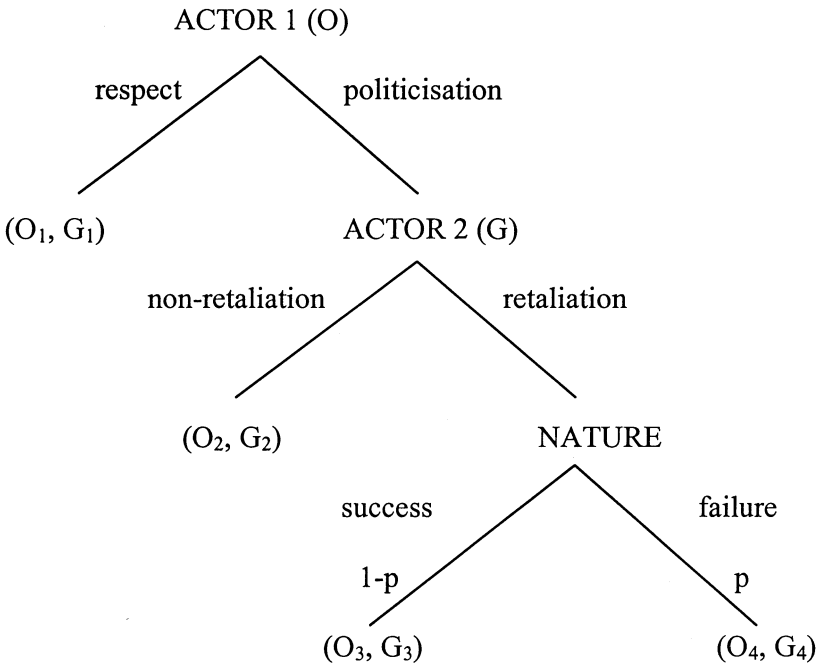 ACTOR 1 (O)
respect politicisation
(O₁, G₁) ACTOR 2 (G)
non-retaliation retaliation
(O₂, G₂) NATURE
success failure
1-p p
(O₃, G₃) (O₄, G₄)